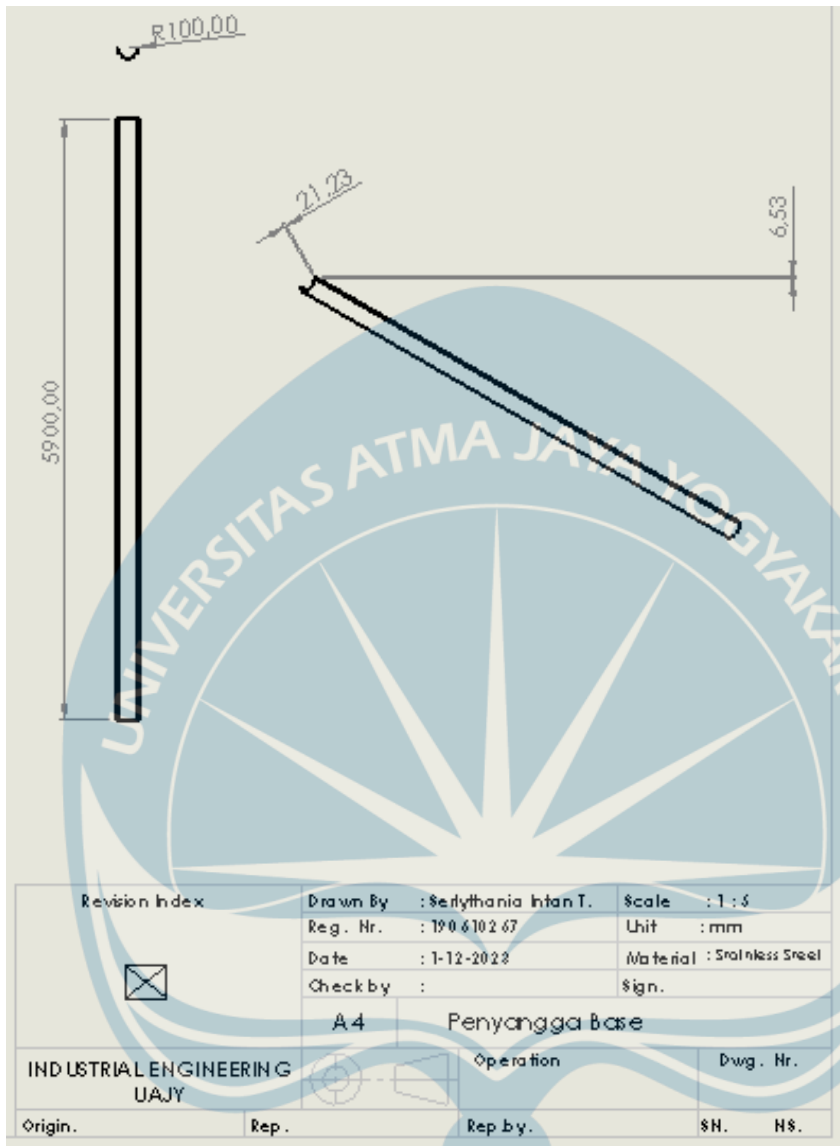 R100,00
21,23
6,53
5900,00
UNIVERSITAS ATMA JAYA YOGYAKA
Revision Index
Drawn By : Serlythania Intan T.
Scale : 1 : 5
Reg. Nr. : 190610267
Unit : mm
Date : 1-12-2023
Material : Stainless Steel
Check by :
Sign.
A4
Penyangga Base
INDUSTRIAL ENGINEERING
UAJY
Operation
Dwg. Nr.
Origin.
Rep.
Rep.by.
SN.
NS.